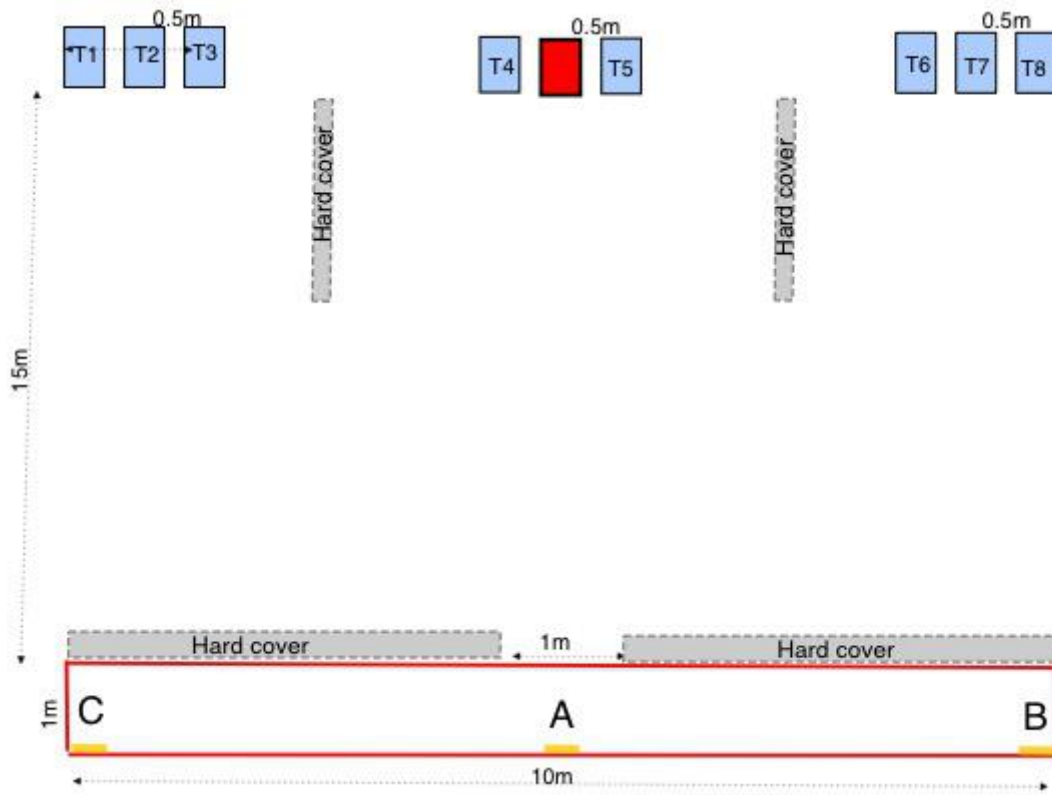 0.5m
0.5m
0.5m
T1 T2 T3
T4 T5
T6 T7 T8
Hard cover
Hard cover
15m
Hard cover
1m
Hard cover
1m
C
A
B
10m